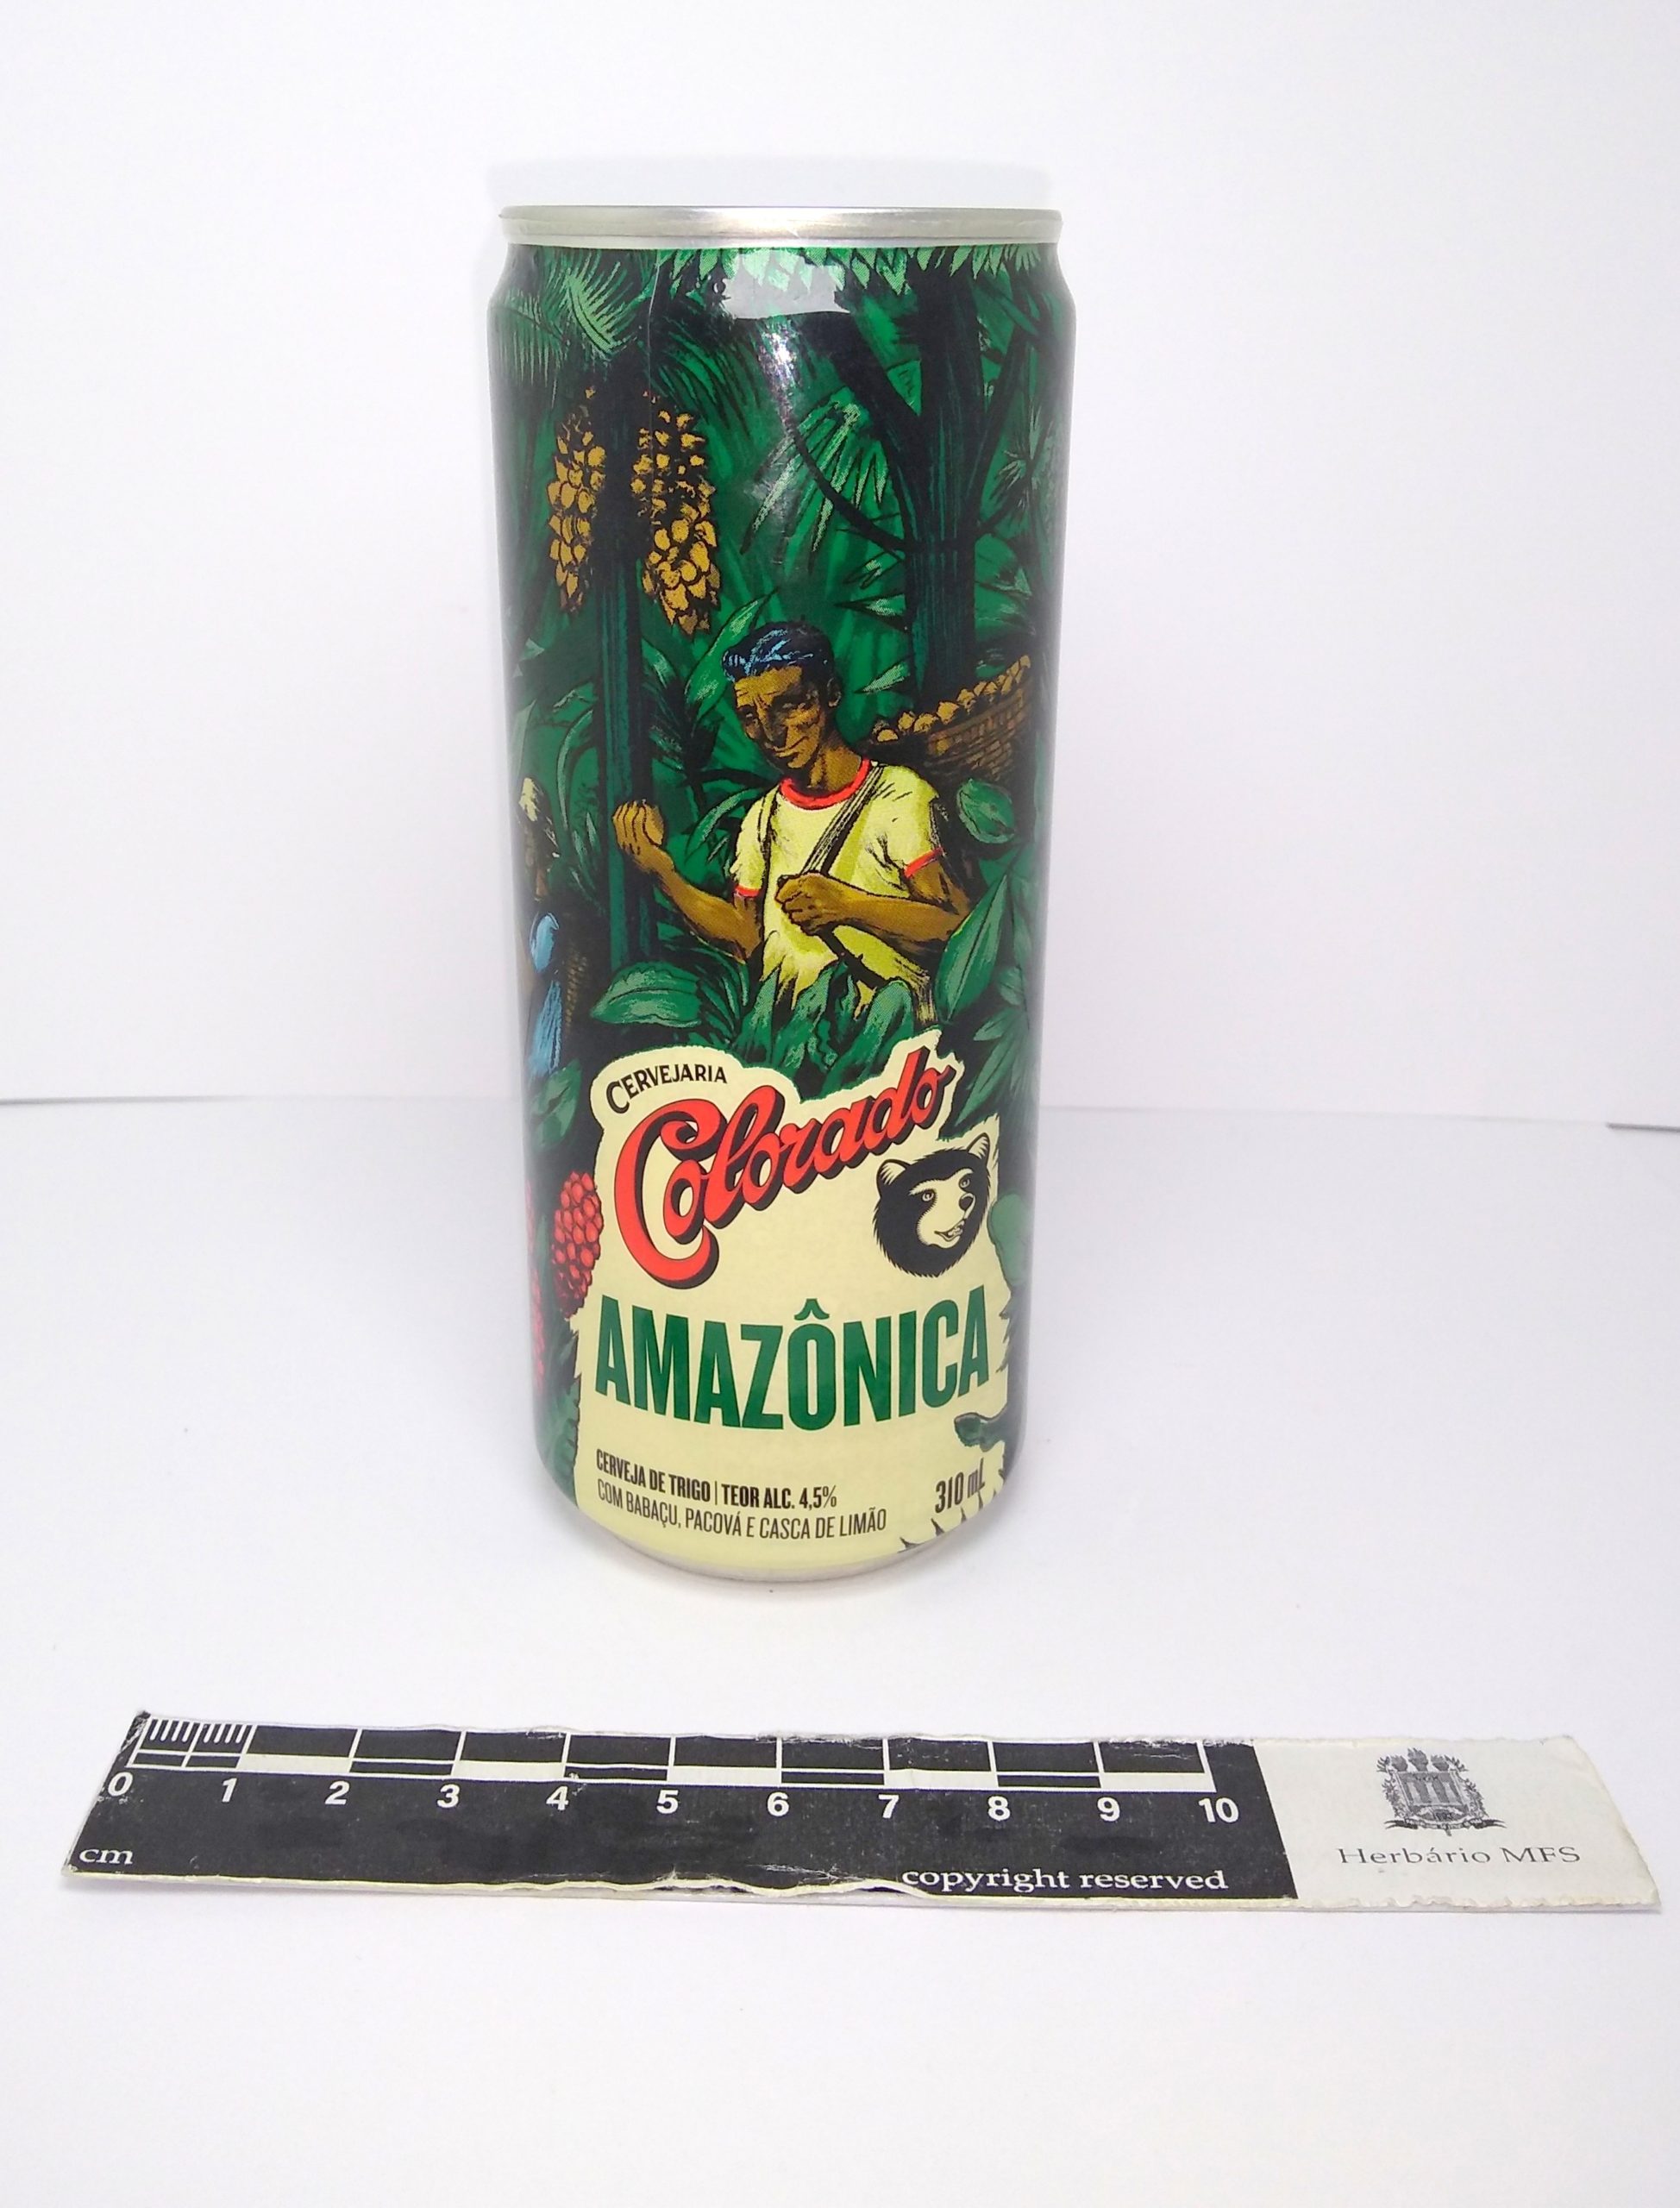 CERVEJARIA
Colorado
AMAZÔNICA
CERVEJA DE TRIGO | TEOR ALC. 4,5%
COM BABAÇU, PACOVÁ E CASCA DE LIMÃO
310 mL
0 1 2 3 4 5 6 7 8 9 10
cm
copyright reserved
Herbário MFS